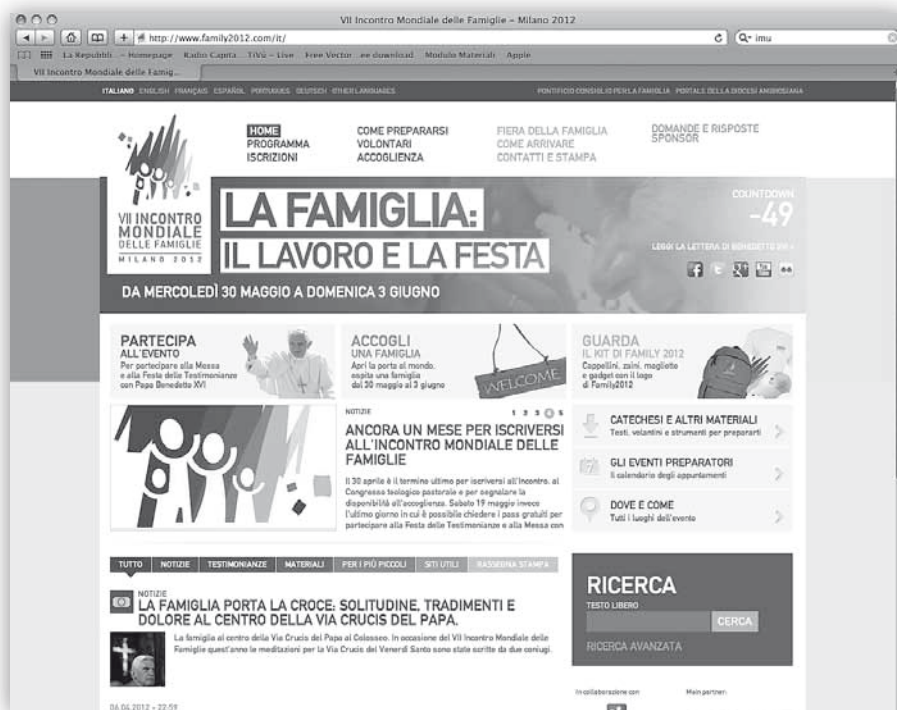 VII Incontro Mondiale delle Famiglie – Milano 2012
http://www.family2012.com/it/
imu
La Repubbli... – Homepage Radio Capita... TiVù – Live Free Vector ...ee download Modulo Materiali Apple
VII Incontro Mondiale delle Famig...
ITALIANO ENGLISH FRANÇAIS ESPAÑOL PORTUGUES DEUTSCH OTHER LANGUAGES
PONTIFICIO CONSIGLIO PER LA FAMIGLIA PORTALE DELLA DIOCESI AMBROSIANA
HOME
PROGRAMMA
ISCRIZIONI
COME PREPARARSI
VOLONTARI
ACCOGLIENZA
FIERA DELLA FAMIGLIA
COME ARRIVARE
CONTATTI E STAMPA
DOMANDE E RISPOSTE
SPONSOR
VII INCONTRO
MONDIALE
DELLE FAMIGLIE
MILANO 2012
LA FAMIGLIA:
IL LAVORO E LA FESTA
DA MERCOLEDÌ 30 MAGGIO A DOMENICA 3 GIUGNO
COUNTDOWN
-49
LEGGI LA LETTERA DI BENEDETTO XVI
PARTECIPA
ALL'EVENTO
Per partecipare alla Messa
e alla Festa delle Testimonianze
con Papa Benedetto XVI
ACCOGLI
UNA FAMIGLIA
Apri la porta al mondo,
ospita una famiglia
dal 30 maggio al 3 giugno
WELCOME
GUARDA
IL KIT DI FAMILY 2012
Cappellini, zaini, magliette
e gadget con il logo
di Family2012
NOTIZIE
1 2 3 4 5
ANCORA UN MESE PER ISCRIVERSI
ALL'INCONTRO MONDIALE DELLE
FAMIGLIE
Il 30 aprile è il termine ultimo per iscriversi all'Incontro, al
Congresso teologico pastorale e per segnalare la
disponibilità all'accoglienza. Sabato 19 maggio invece
l'ultimo giorno in cui è possibile chiedere i pass gratuiti per
partecipare alla Festa delle Testimonianze e alla Messa con
CATECHESI E ALTRI MATERIALI
Testi, volantini e strumenti per prepararti
GLI EVENTI PREPARATORI
Il calendario degli appuntamenti
DOVE E COME
Tutti i luoghi dell'evento
TUTTO NOTIZIE TESTIMONIANZE MATERIALI PER I PIÙ PICCOLI SITI UTILI RASSEGNA STAMPA
NOTIZIE
LA FAMIGLIA PORTA LA CROCE: SOLITUDINE, TRADIMENTI E
DOLORE AL CENTRO DELLA VIA CRUCIS DEL PAPA.
La famiglia al centro della Via Crucis del Papa al Colosseo. In occasione del VII Incontro Mondiale delle
Famiglie quest'anno le meditazioni per la Via Crucis del Venerdì Santo sono state scritte da due coniugi.
06.04.2012 - 22:59
RICERCA
TESTO LIBERO
CERCA
RICERCA AVANZATA
In collaborazione con
Main partner: